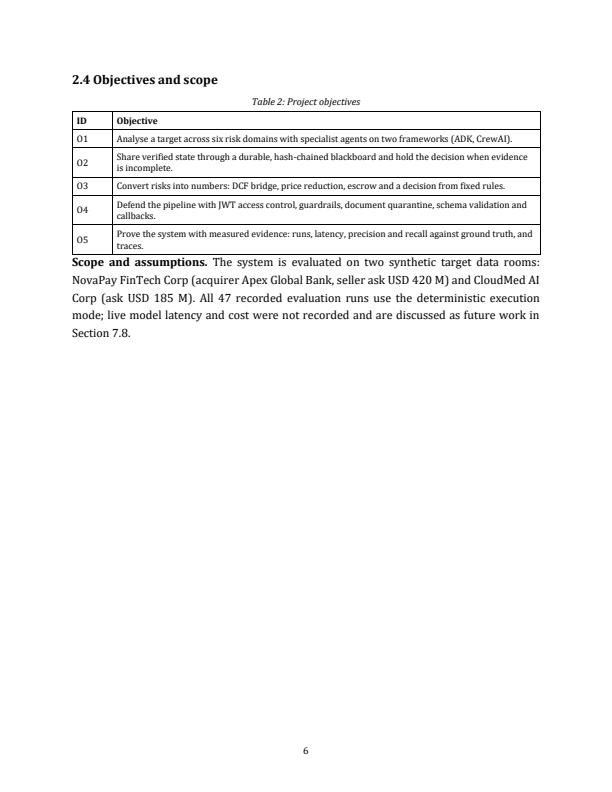 2.4 Objectives and scope
Table 2: Project objectives
ID Objective
O1 Analyse a target across six risk domains with specialist agents on two frameworks (ADK, CrewAI).
O2 Share verified state through a durable, hash-chained blackboard and hold the decision when evidence
is incomplete.
O3 Convert risks into numbers: DCF bridge, price reduction, escrow and a decision from fixed rules.
O4 Defend the pipeline with JWT access control, guardrails, document quarantine, schema validation and
callbacks.
O5 Prove the system with measured evidence: runs, latency, precision and recall against ground truth, and
traces.
Scope and assumptions. The system is evaluated on two synthetic target data rooms:
NovaPay FinTech Corp (acquirer Apex Global Bank, seller ask USD 420 M) and CloudMed AI
Corp (ask USD 185 M). All 47 recorded evaluation runs use the deterministic execution
mode; live model latency and cost were not recorded and are discussed as future work in
Section 7.8.
6